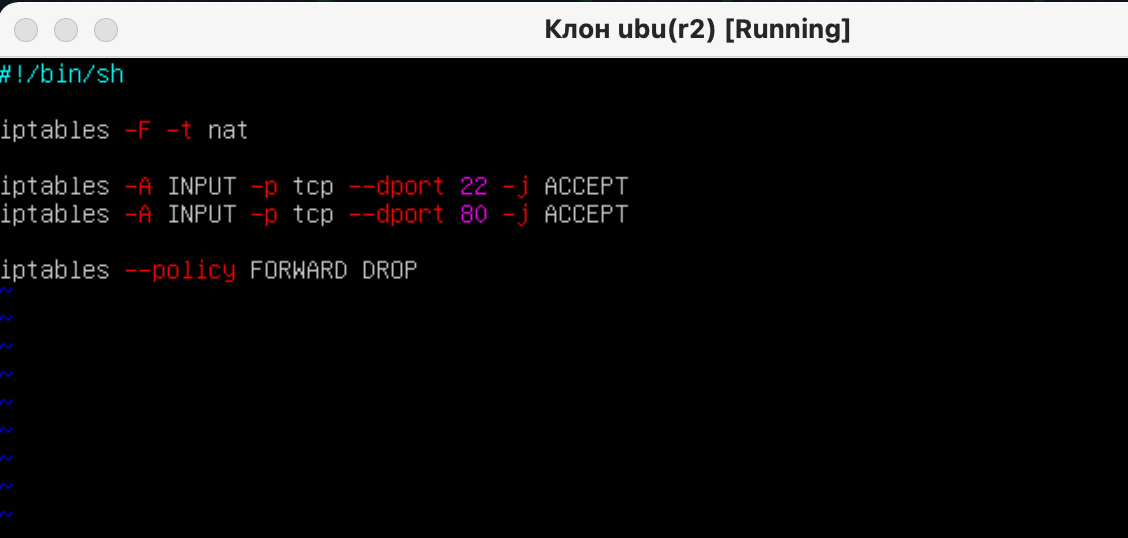 Клон ubu(r2) [Running]
#!/bin/sh
iptables -F -t nat
iptables -A INPUT -p tcp --dport 22 -j ACCEPT
iptables -A INPUT -p tcp --dport 80 -j ACCEPT
iptables --policy FORWARD DROP
~
~
~
~
~
~
~
~
~